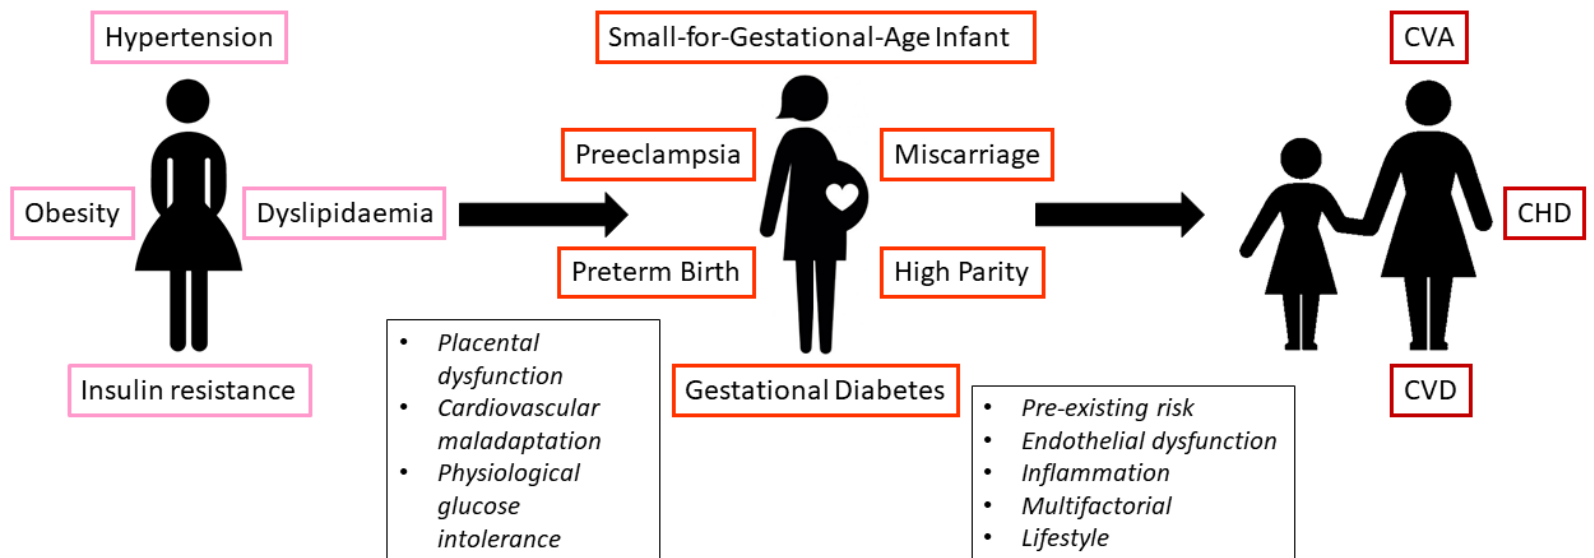 Hypertension
Obesity
Dyslipidaemia
Insulin resistance
• Placental
dysfunction
• Cardiovascular
maladaptation
• Physiological
glucose
intolerance
Small-for-Gestational-Age Infant
Preeclampsia
Miscarriage
Preterm Birth
High Parity
Gestational Diabetes
• Pre-existing risk
• Endothelial dysfunction
• Inflammation
• Multifactorial
• Lifestyle
CVA
CHD
CVD